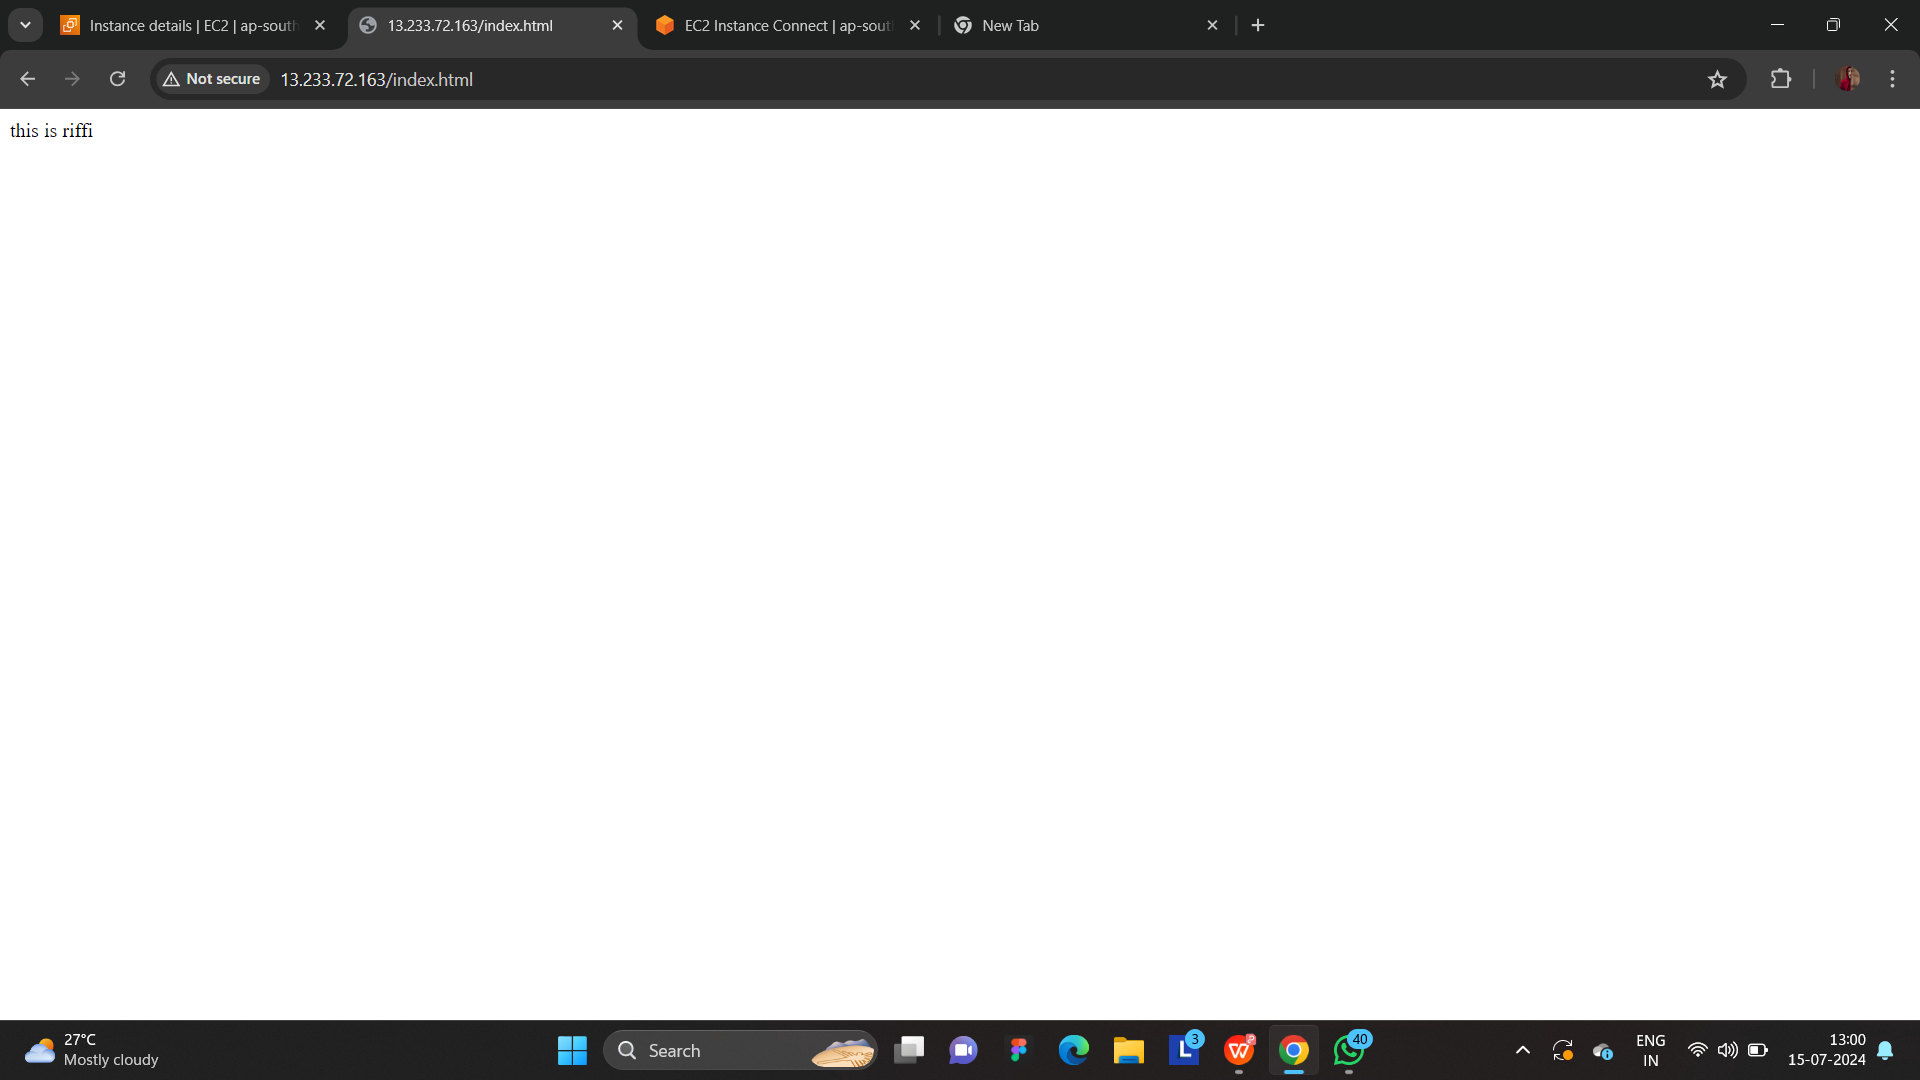 Instance details | EC2 | ap-south
13.233.72.163/index.html
EC2 Instance Connect | ap-sout
New Tab
Not secure
13.233.72.163/index.html
this is riffi
27°C
Mostly cloudy
Search
L
3
W
40
ENG
IN
13:00
15-07-2024